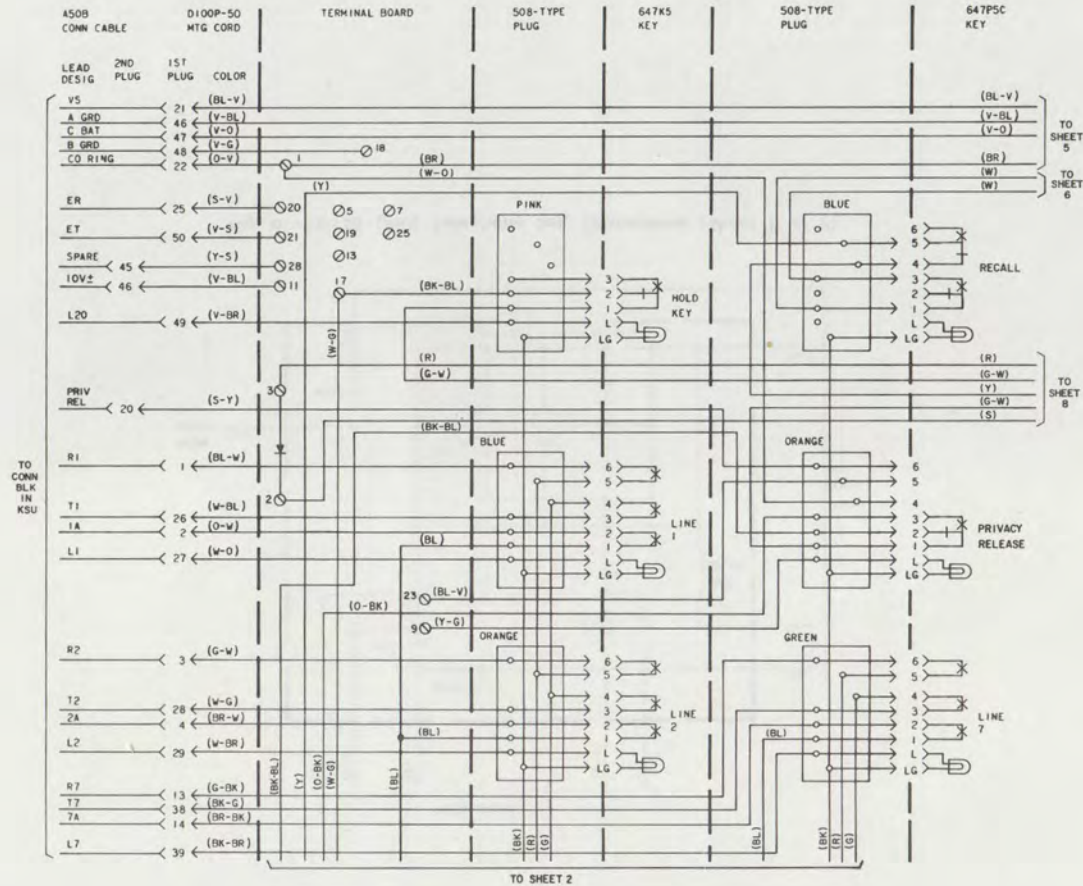 A50B
CONN CABLE
D100P-50
MTG CORD
TERMINAL BOARD
508-TYPE
PLUG
647K5
KEY
508-TYPE
PLUG
647P5C
KEY
LEAD
DESIG
2ND
PLUG
1ST
PLUG
COLOR
V5 21 (BL-V) (BL-V)
A GRD 46 (V-BL) (V-BL)
C BAT 47 (V-O) (V-O)
B GRD 48 (V-G) 18
CO RING 22 (O-V) 1 (BR) (BR)
TO
SHEET
5
(W-O) (W)
(Y) (W)
TO
SHEET
6
ER 25 (S-V) 20 5 7
PINK
BLUE
ET 50 (V-S) 21 19 25
SPARE 45 (Y-S) 28 13
10V± 46 (V-BL) 11 17 (BK-BL)
L20 49 (V-BR)
(W-G)
3
2
1
L
LG
HOLD
KEY
6
5
4
3
2
1
L
LG
RECALL
(R) (R)
(G-W) (G-W)
(Y)
(G-W)
(S)
TO
SHEET
8
3
PRIV
REL 20 (S-Y)
(BK-BL)
BLUE
ORANGE
TO
CONN
BLK
IN
KSU
R1 1 (BL-W)
2
T1 26 (W-BL)
1A 2 (O-W)
L1 27 (W-O)
(BL)
6
5
4
3
2
1
L
LG
LINE
1
6
5
4
3
2
1
L
LG
PRIVACY
RELEASE
23 (BL-V)
(O-BK)
9 (Y-G)
ORANGE
GREEN
R2 3 (G-W)
T2 28 (W-G)
2A 4 (BR-W)
L2 29 (W-BR)
(BL)
6
5
4
3
2
1
L
LG
LINE
2
(BL)
6
5
4
3
2
1
L
LG
LINE
7
R7 13 (G-BK)
T7 38 (BK-G)
7A 14 (BR-BK)
L7 39 (BK-BR)
(BK-BL)
(Y)
(O-BK)
(W-G)
(BL)
(BK)
(R)
(G)
(BL)
(BK)
(R)
(G)
TO SHEET 2